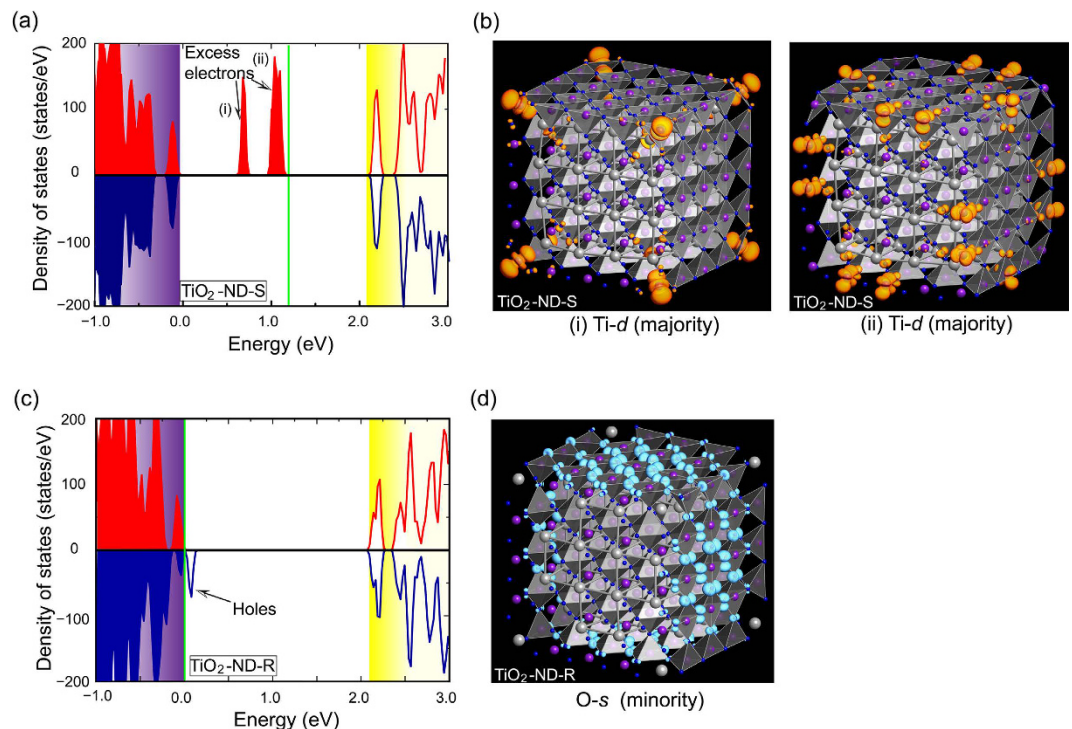 (a)
200
100
0
−100
−200
Density of states (states/eV)
Excess
electrons
(i)
(ii)
TiO2-ND-S
−1.0 0.0 1.0 2.0 3.0
Energy (eV)
(b)
TiO2-ND-S
(i) Ti-d (majority)
TiO2-ND-S
(ii) Ti-d (majority)
(c)
200
100
0
−100
−200
Density of states (states/eV)
Holes
TiO2-ND-R
−1.0 0.0 1.0 2.0 3.0
Energy (eV)
(d)
TiO2-ND-R
O-s (minority)